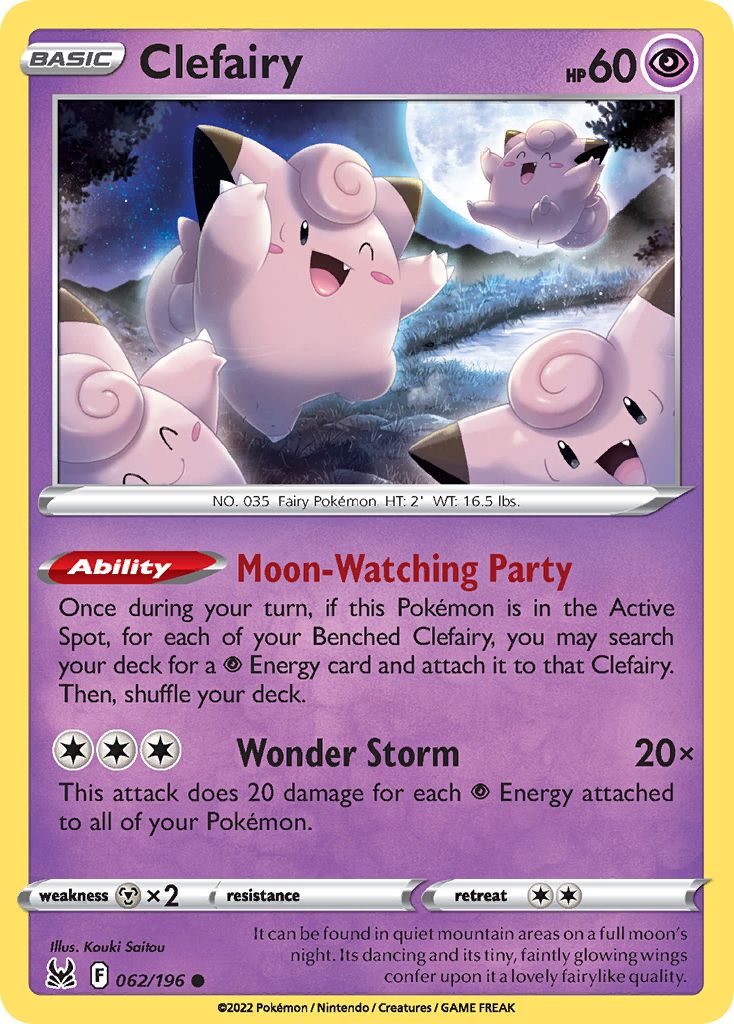 BASIC Clefairy HP60
NO. 035 Fairy Pokémon HT: 2' WT: 16.5 lbs.
Ability Moon-Watching Party
Once during your turn, if this Pokémon is in the Active
Spot, for each of your Benched Clefairy, you may search
your deck for a Energy card and attach it to that Clefairy.
Then, shuffle your deck.
Wonder Storm 20×
This attack does 20 damage for each Energy attached
to all of your Pokémon.
weakness ×2 resistance retreat
Illus. Kouki Saitou
It can be found in quiet mountain areas on a full moon's
night. Its dancing and its tiny, faintly glowing wings
confer upon it a lovely fairylike quality.
F 062/196
©2022 Pokémon / Nintendo / Creatures / GAME FREAK